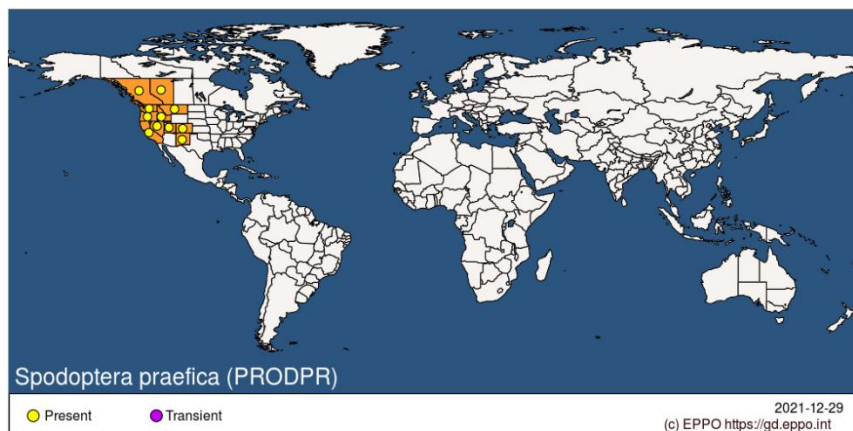 Spodoptera praefica (PRODPR)
Present
Transient
2021-12-29
(c) EPPO https://gd.eppo.int